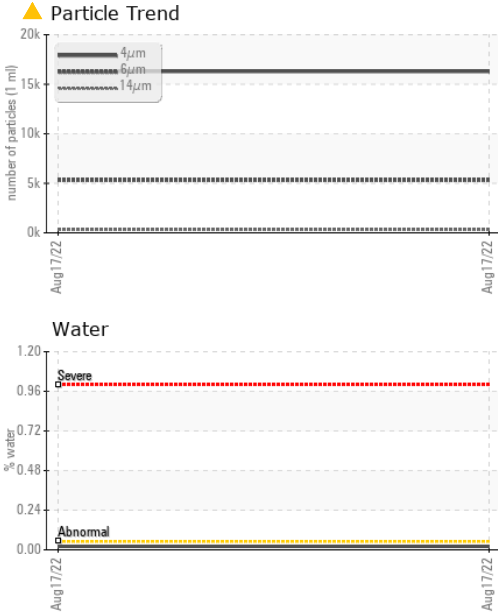 Particle Trend
20k
15k
10k
5k
0k
number of particles (1 ml)
4μm
6μm
14μm
Aug17/22
Aug17/22
Water
1.20
0.96
0.72
0.48
0.24
0.00
% water
Severe
Abnormal
Aug17/22
Aug17/22